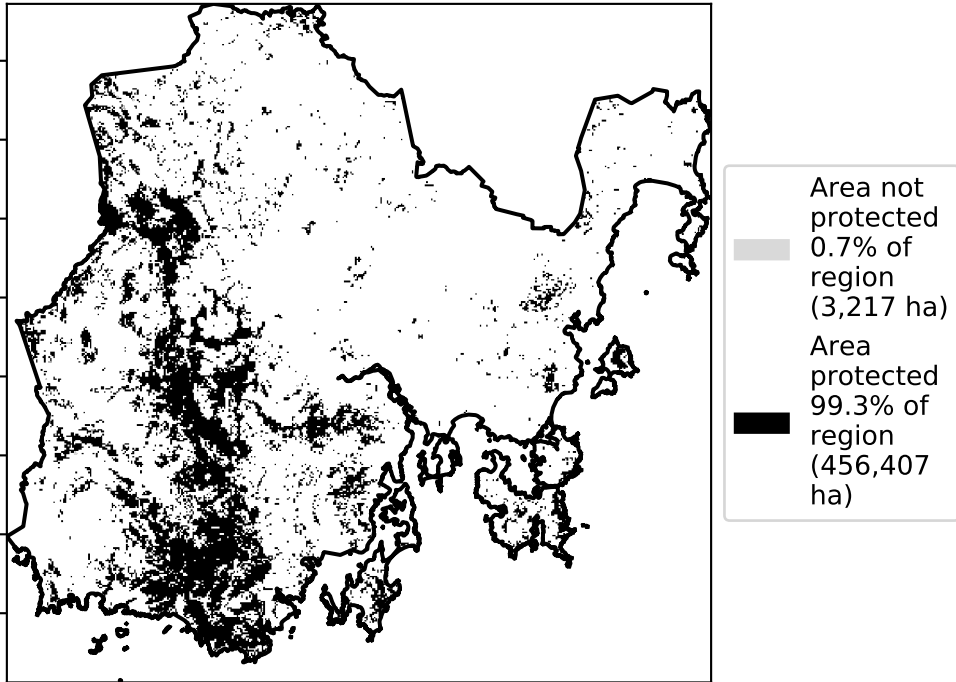 Area not
protected
0.7% of
region
(3,217 ha)
Area
protected
99.3% of
region
(456,407
ha)